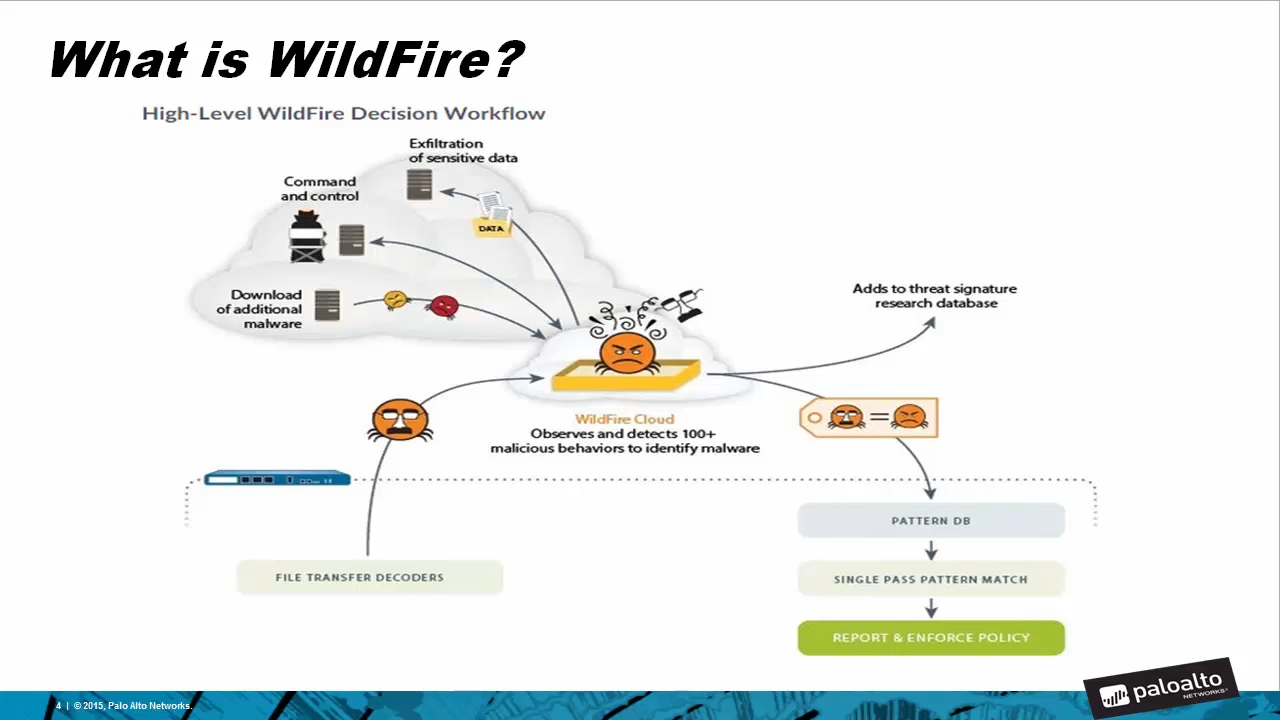 What is WildFire?
High-Level WildFire Decision Workflow
Exfiltration
of sensitive data
Command
and control
DATA
Download
of additional
malware
Adds to threat signature
research database
WildFire Cloud
Observes and detects 100+
malicious behaviors to identify malware
=
PATTERN DB
FILE TRANSFER DECODERS
SINGLE PASS PATTERN MATCH
REPORT & ENFORCE POLICY
4 | © 2015, Palo Alto Networks.
paloalto
NETWORKS®